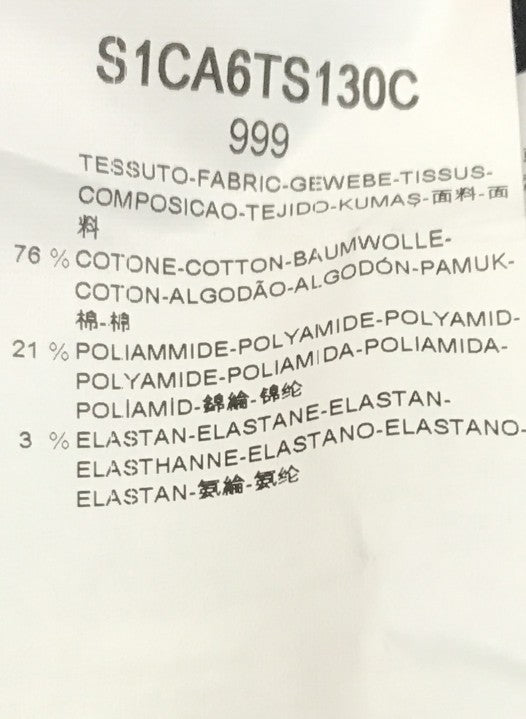 S1CA6TS130C
999
TESSUTO-FABRIC-GEWEBE-TISSUS-
COMPOSICAO-TEJIDO-KUMAŞ-面料-面
料
76 % COTONE-COTTON-BAUMWOLLE-
COTON-ALGODÃO-ALGODÓN-PAMUK-
棉-棉
21 % POLIAMMIDE-POLYAMIDE-POLYAMID-
POLYAMIDE-POLIAMIDA-POLIAMIDA-
POLİAMİD-錦綸-锦纶
3 % ELASTAN-ELASTANE-ELASTAN-
ELASTHANNE-ELASTANO-ELASTANO-
ELASTAN-氨綸-氨纶